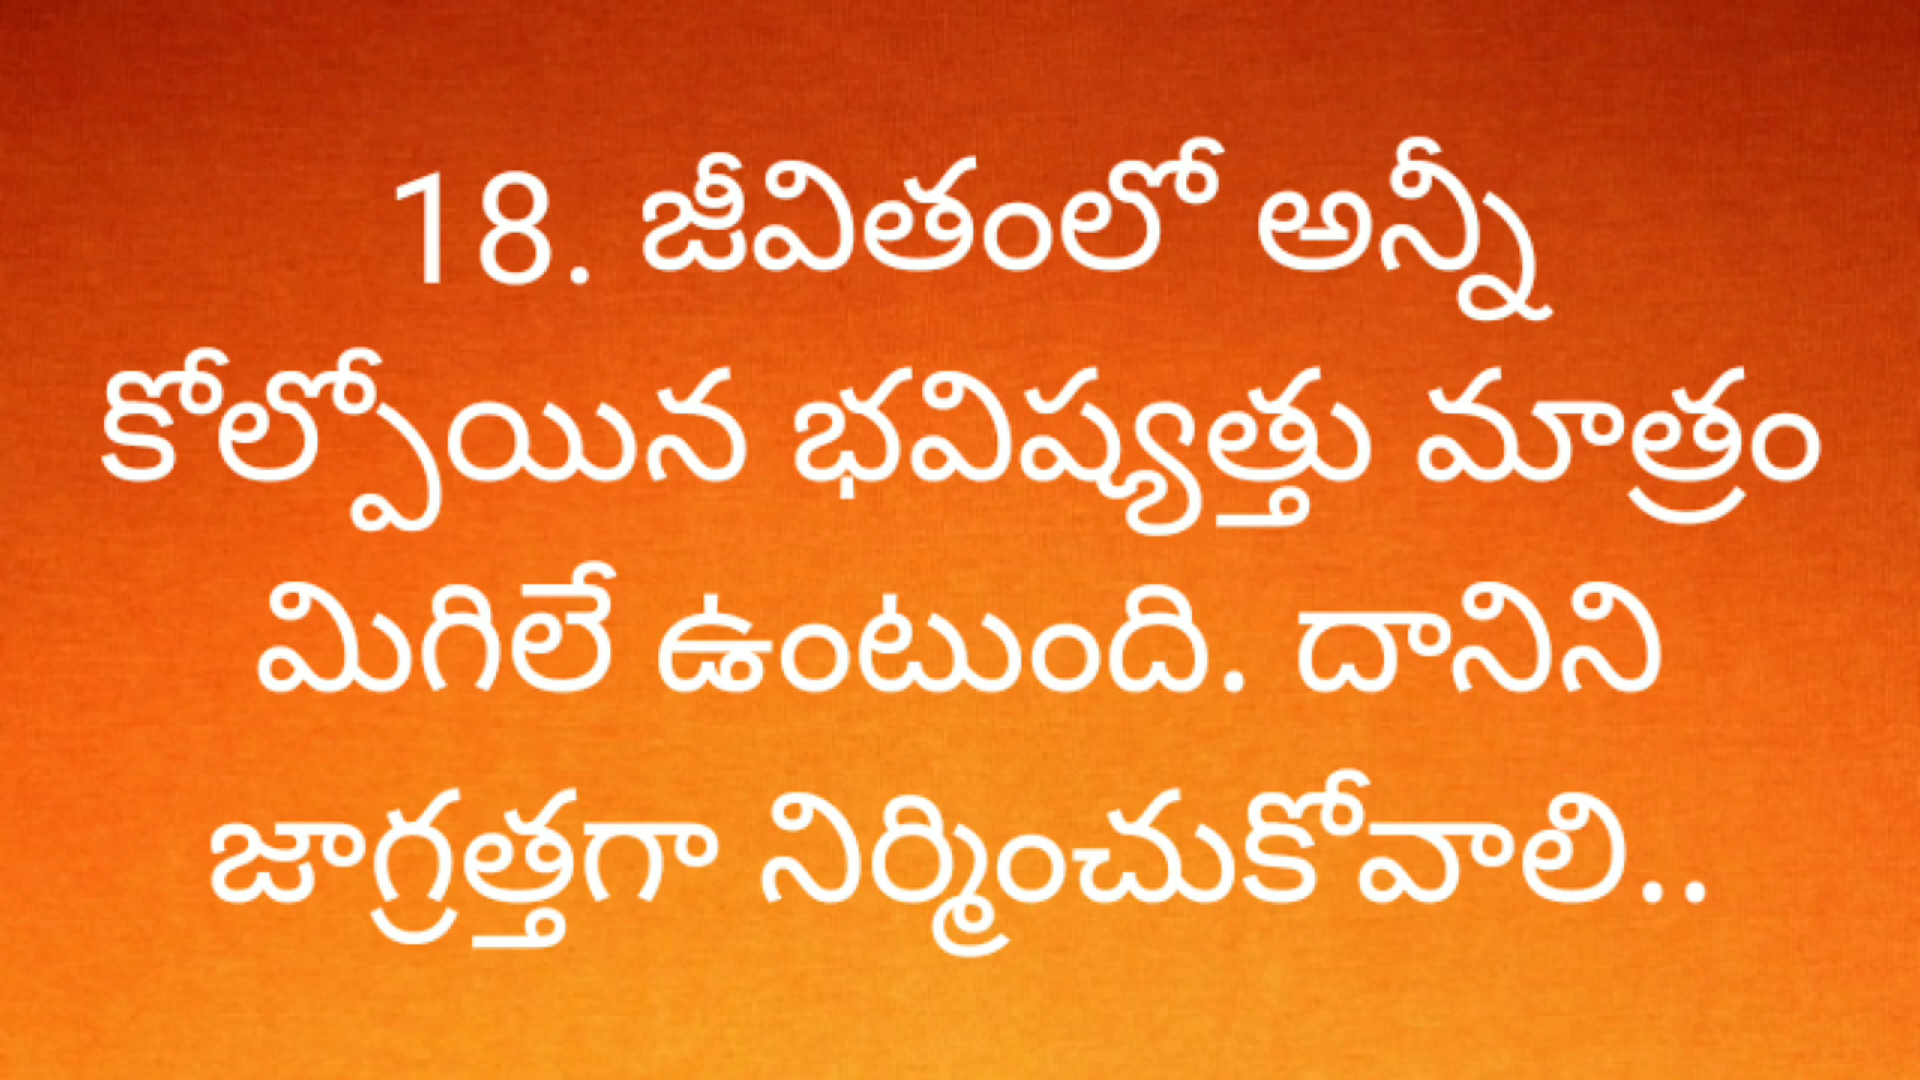 18. జీవితంలో అన్నీ
కోల్పోయిన భవిష్యత్తు మాత్రం
మిగిలే ఉంటుంది. దానిని
జాగ్రత్తగా నిర్మించుకోవాలి..